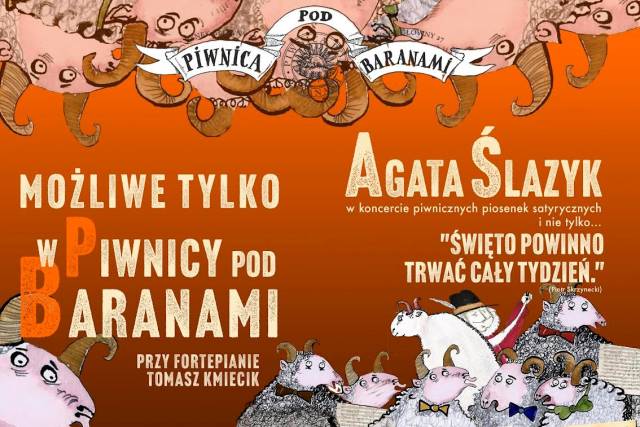 PIWNICA POD BARANAMI
MOŻLIWE TYLKO
W PIWNICY POD
BARANAMI
PRZY FORTEPIANIE
TOMASZ KMIECIK
AGATA ŚLAZYK
w koncercie piwnicznych piosenek satyrycznych
i nie tylko...
"ŚWIĘTO POWINNO
TRWAĆ CAŁY TYDZIEŃ."
(Piotr Skrzynecki)